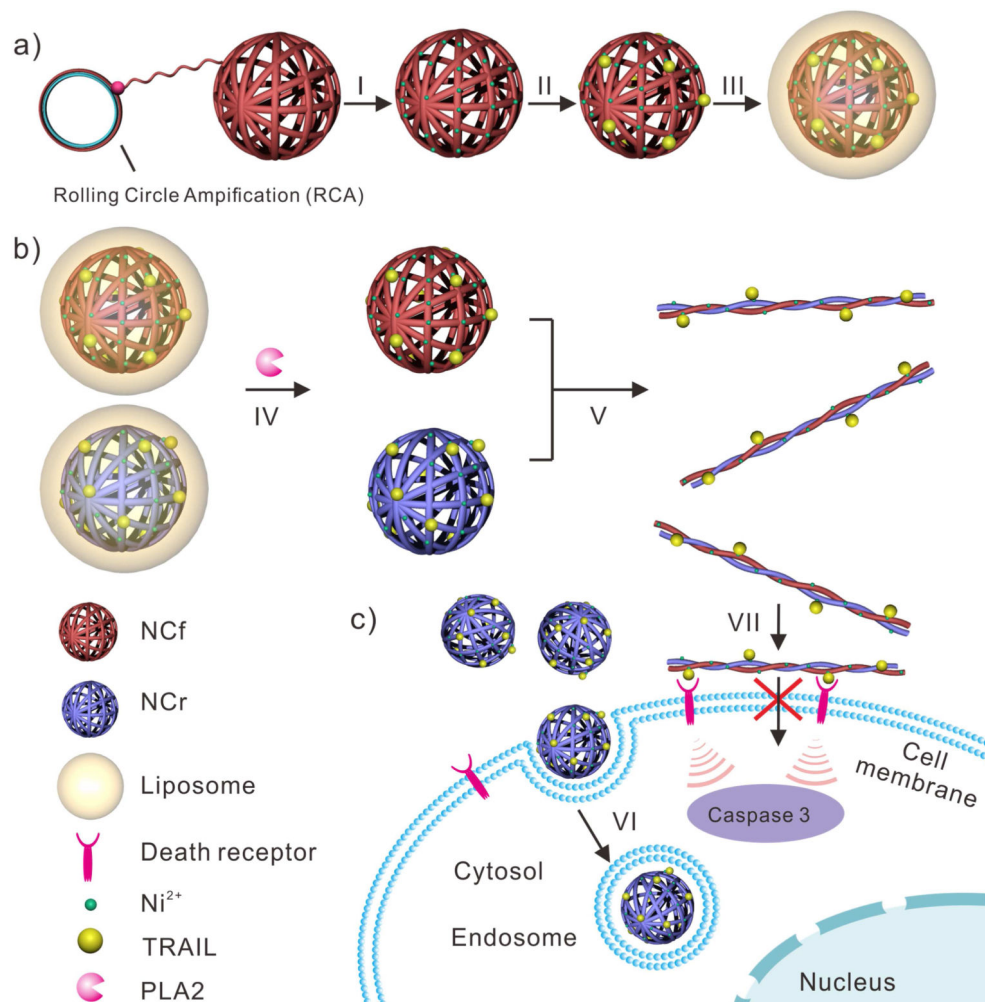 a)
I
II
III
Rolling Circle Ampification (RCA)
b)
IV
V
NCf
NCr
Liposome
Death receptor
Ni²⁺
TRAIL
PLA2
c)
VII
Cell
membrane
Caspase 3
VI
Cytosol
Endosome
Nucleus